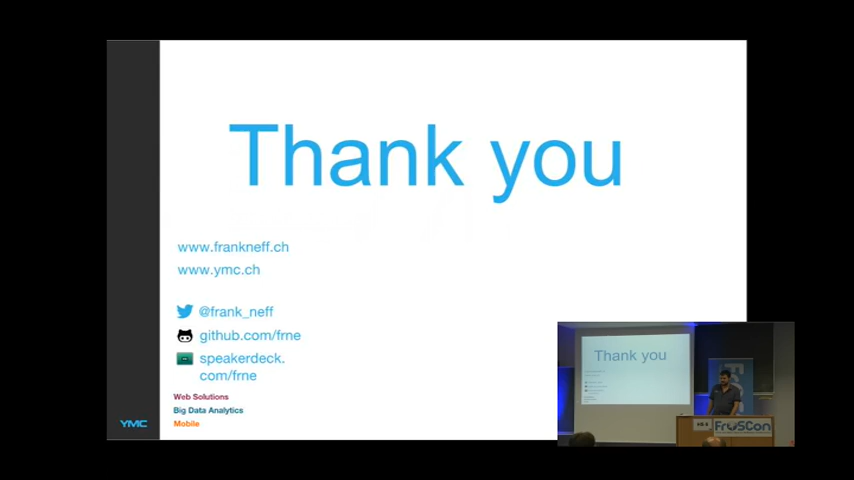 Thank you
www.frankneff.ch
www.ymc.ch
@frank_neff
github.com/frne
speakerdeck.
com/frne
Web Solutions
Big Data Analytics
Mobile
YMC
Thank you
FrOSCon